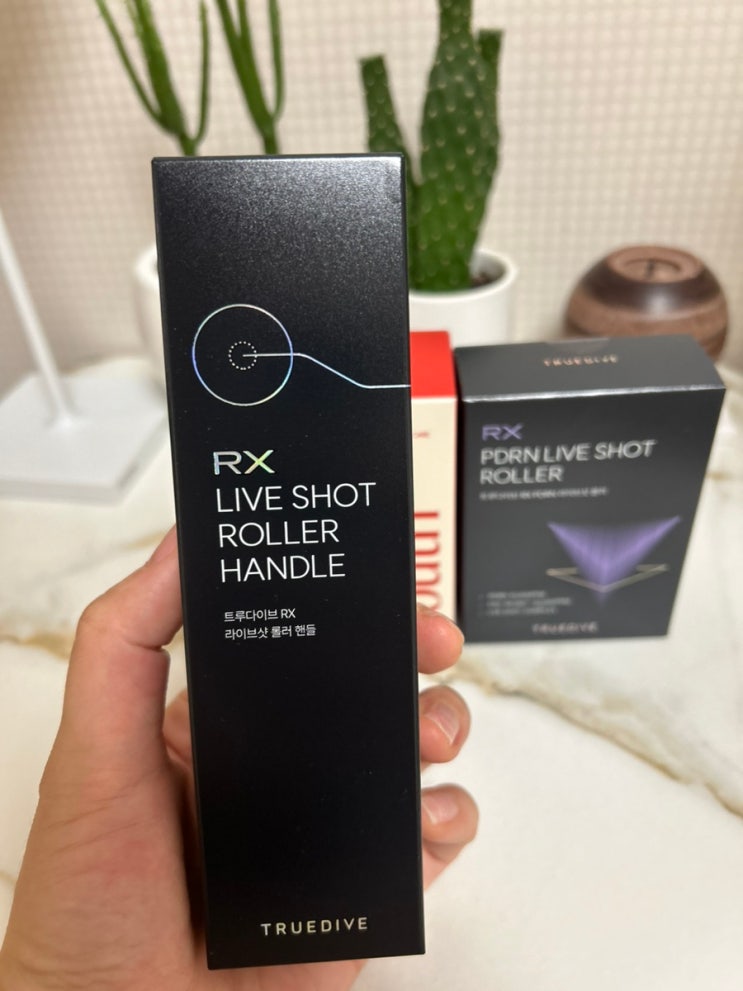 RX
LIVE SHOT
ROLLER
HANDLE
트루다이브 RX
라이브샷 롤러 핸들
TRUEDIVE
TRUEDIVE
RX
PDRN LIVE SHOT
ROLLER
TRUEDIVE